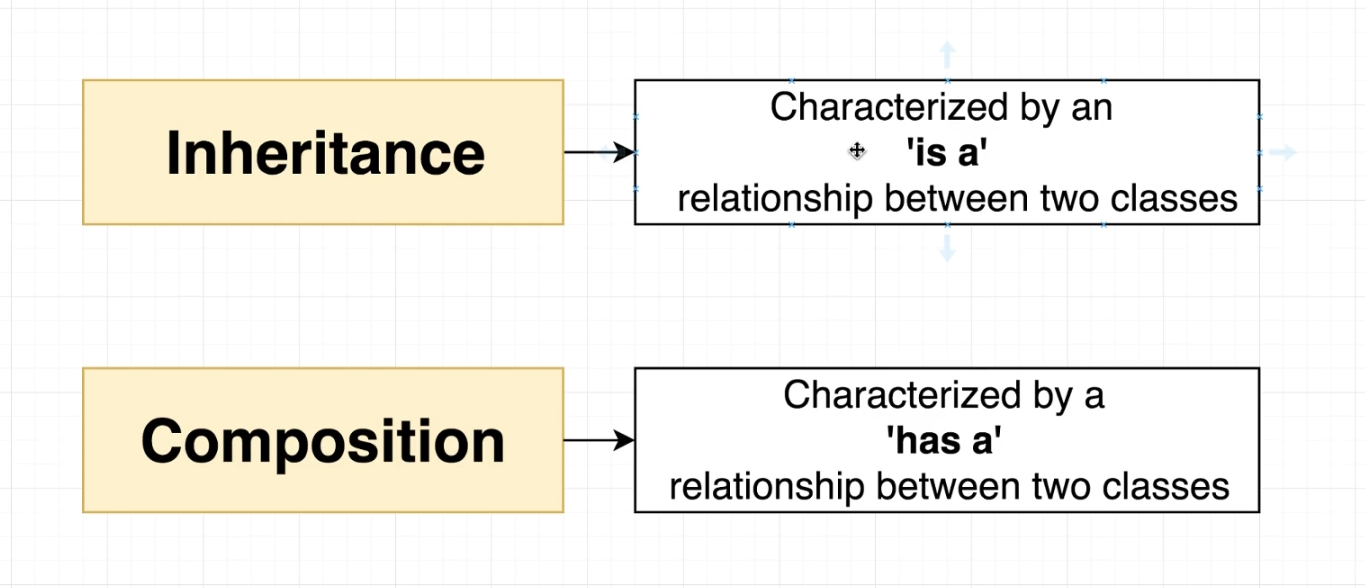 Inheritance
Characterized by an
'is a'
relationship between two classes
Composition
Characterized by a
'has a'
relationship between two classes